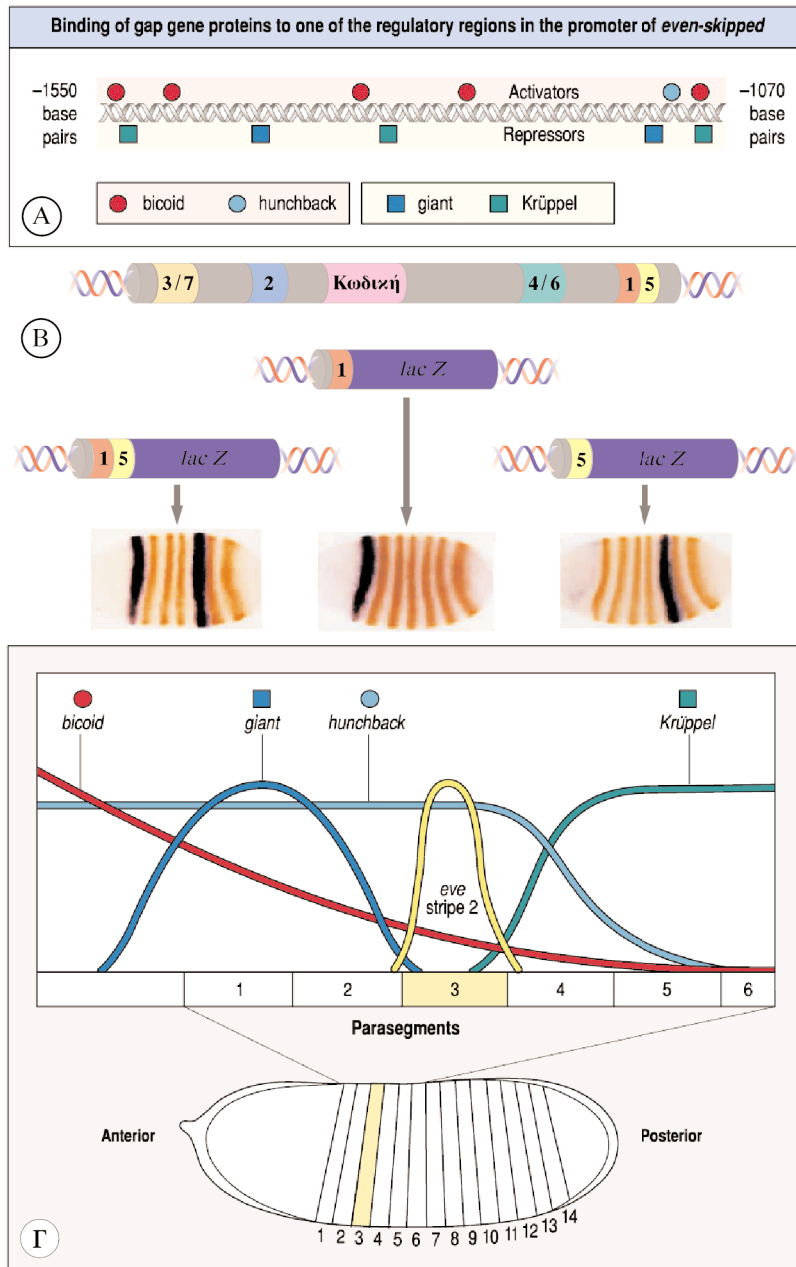 Binding of gap gene proteins to one of the regulatory regions in the promoter of even-skipped
–1550 base pairs
Activators
Repressors
–1070 base pairs
bicoid
hunchback
giant
Krüppel
A
3/7
2
Κωδική
4/6
1
5
B
1
lac Z
1
5
lac Z
5
lac Z
bicoid
giant
hunchback
Krüppel
eve
stripe 2
1
2
3
4
5
6
Parasegments
Anterior
Posterior
1
2
3
4
5
6
7
8
9
10
11
12
13
14
Γ